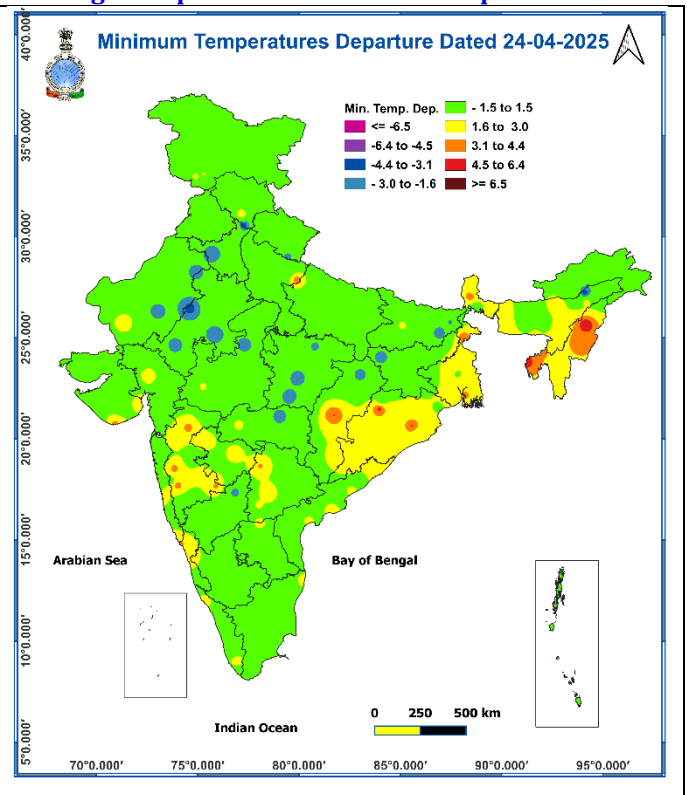 Minimum Temperatures Departure Dated 24-04-2025
Min. Temp. Dep.
<= -6.5
-6.4 to -4.5
-4.4 to -3.1
- 3.0 to -1.6
- 1.5 to 1.5
1.6 to 3.0
3.1 to 4.4
4.5 to 6.4
>= 6.5
40°0.000'
35°0.000'
30°0.000'
25°0.000'
20°0.000'
15°0.000'
10°0.000'
5°0.000'
Arabian Sea
Bay of Bengal
Indian Ocean
0 250 500 km
70°0.000' 75°0.000' 80°0.000' 85°0.000' 90°0.000' 95°0.000'